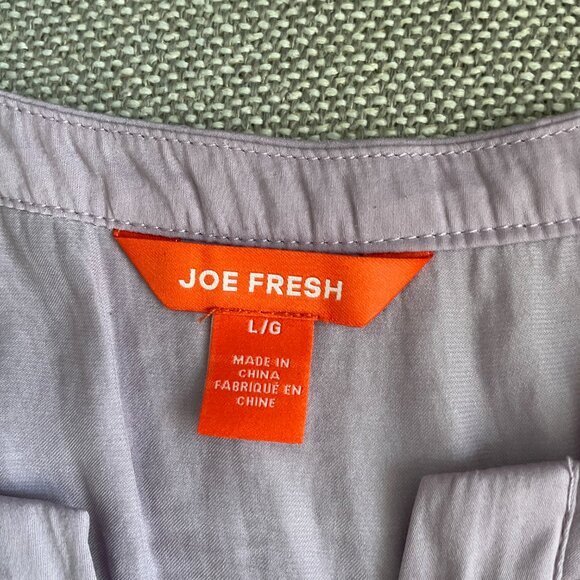 JOE FRESH
L/G
MADE IN
CHINA
FABRIQUÉ EN
CHINE